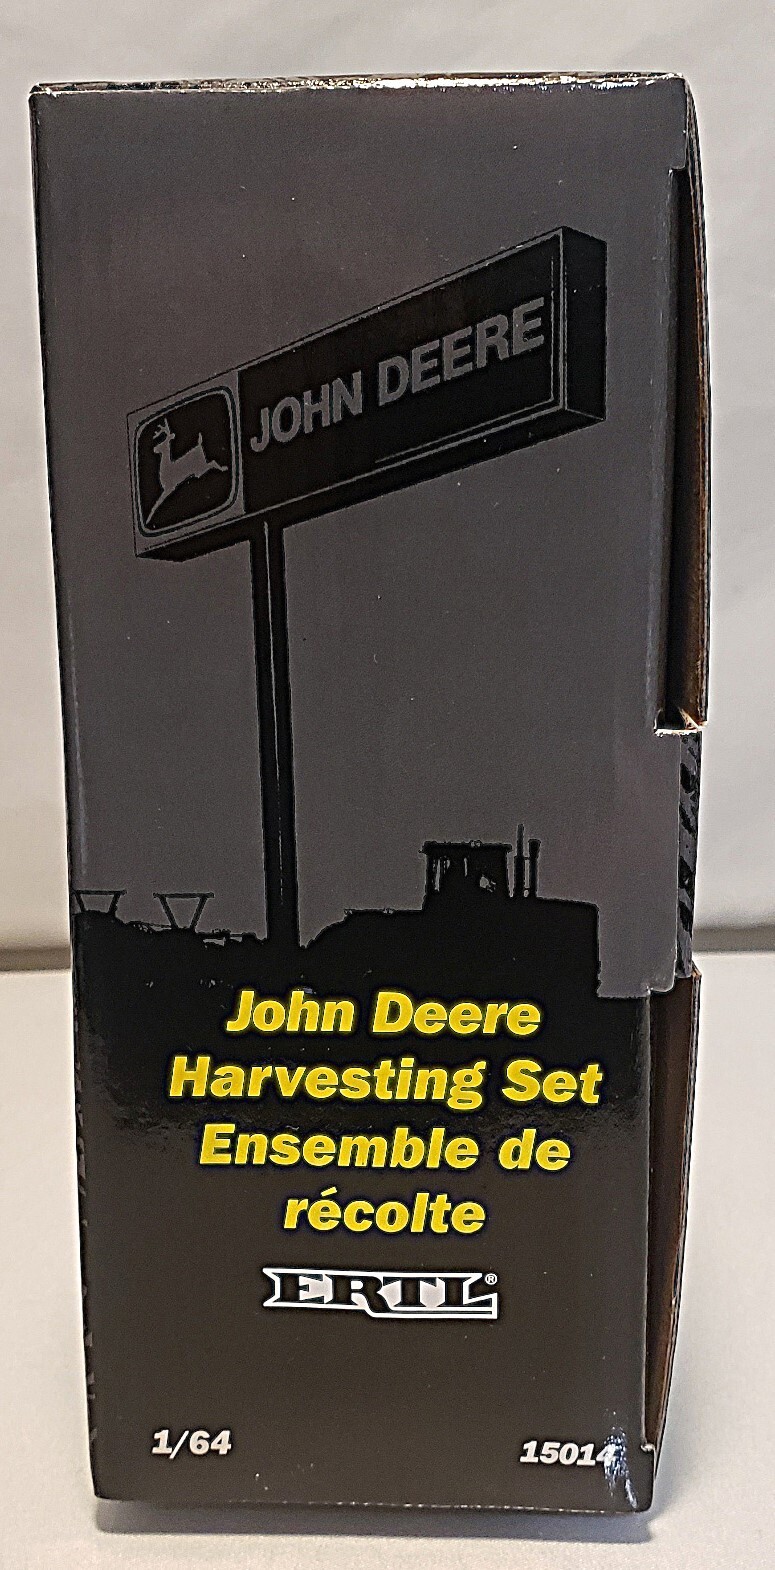 JOHN DEERE
John Deere
Harvesting Set
Ensemble de
récolte
ERTL®
1/64
15014